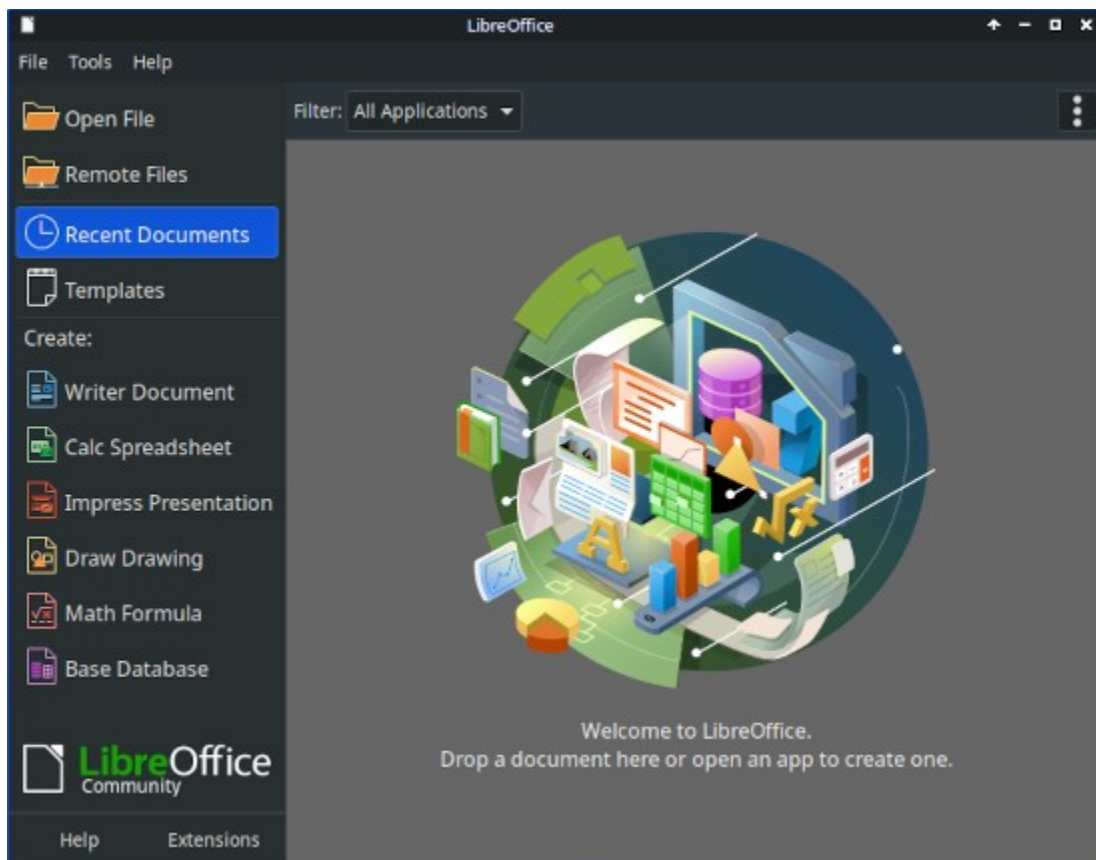 LibreOffice
File Tools Help
Open File
Remote Files
Recent Documents
Templates
Create:
Writer Document
Calc Spreadsheet
Impress Presentation
Draw Drawing
Math Formula
Base Database
LibreOffice
Community
Help Extensions
Filter: All Applications
Welcome to LibreOffice.
Drop a document here or open an app to create one.